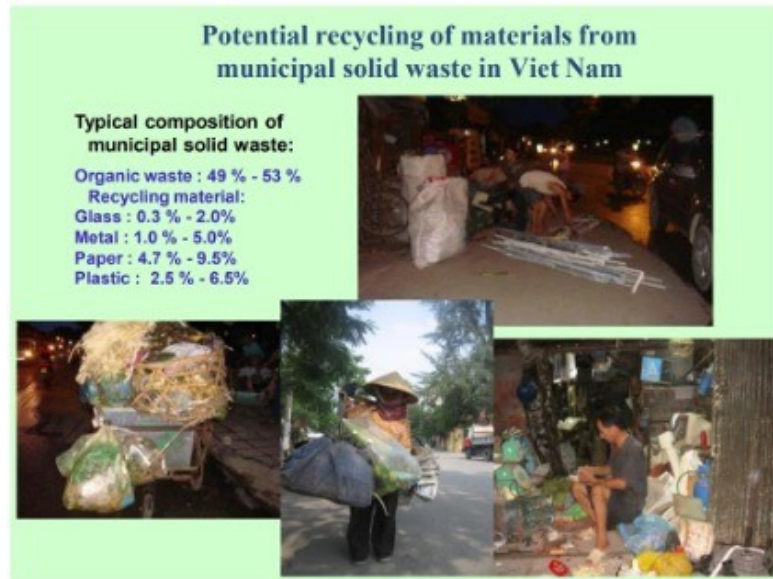 Potential recycling of materials from
municipal solid waste in Viet Nam
Typical composition of
municipal solid waste:
Organic waste : 49 % - 53 %
Recycling material:
Glass : 0.3 % - 2.0%
Metal : 1.0 % - 5.0%
Paper : 4.7 % - 9.5%
Plastic : 2.5 % - 6.5%